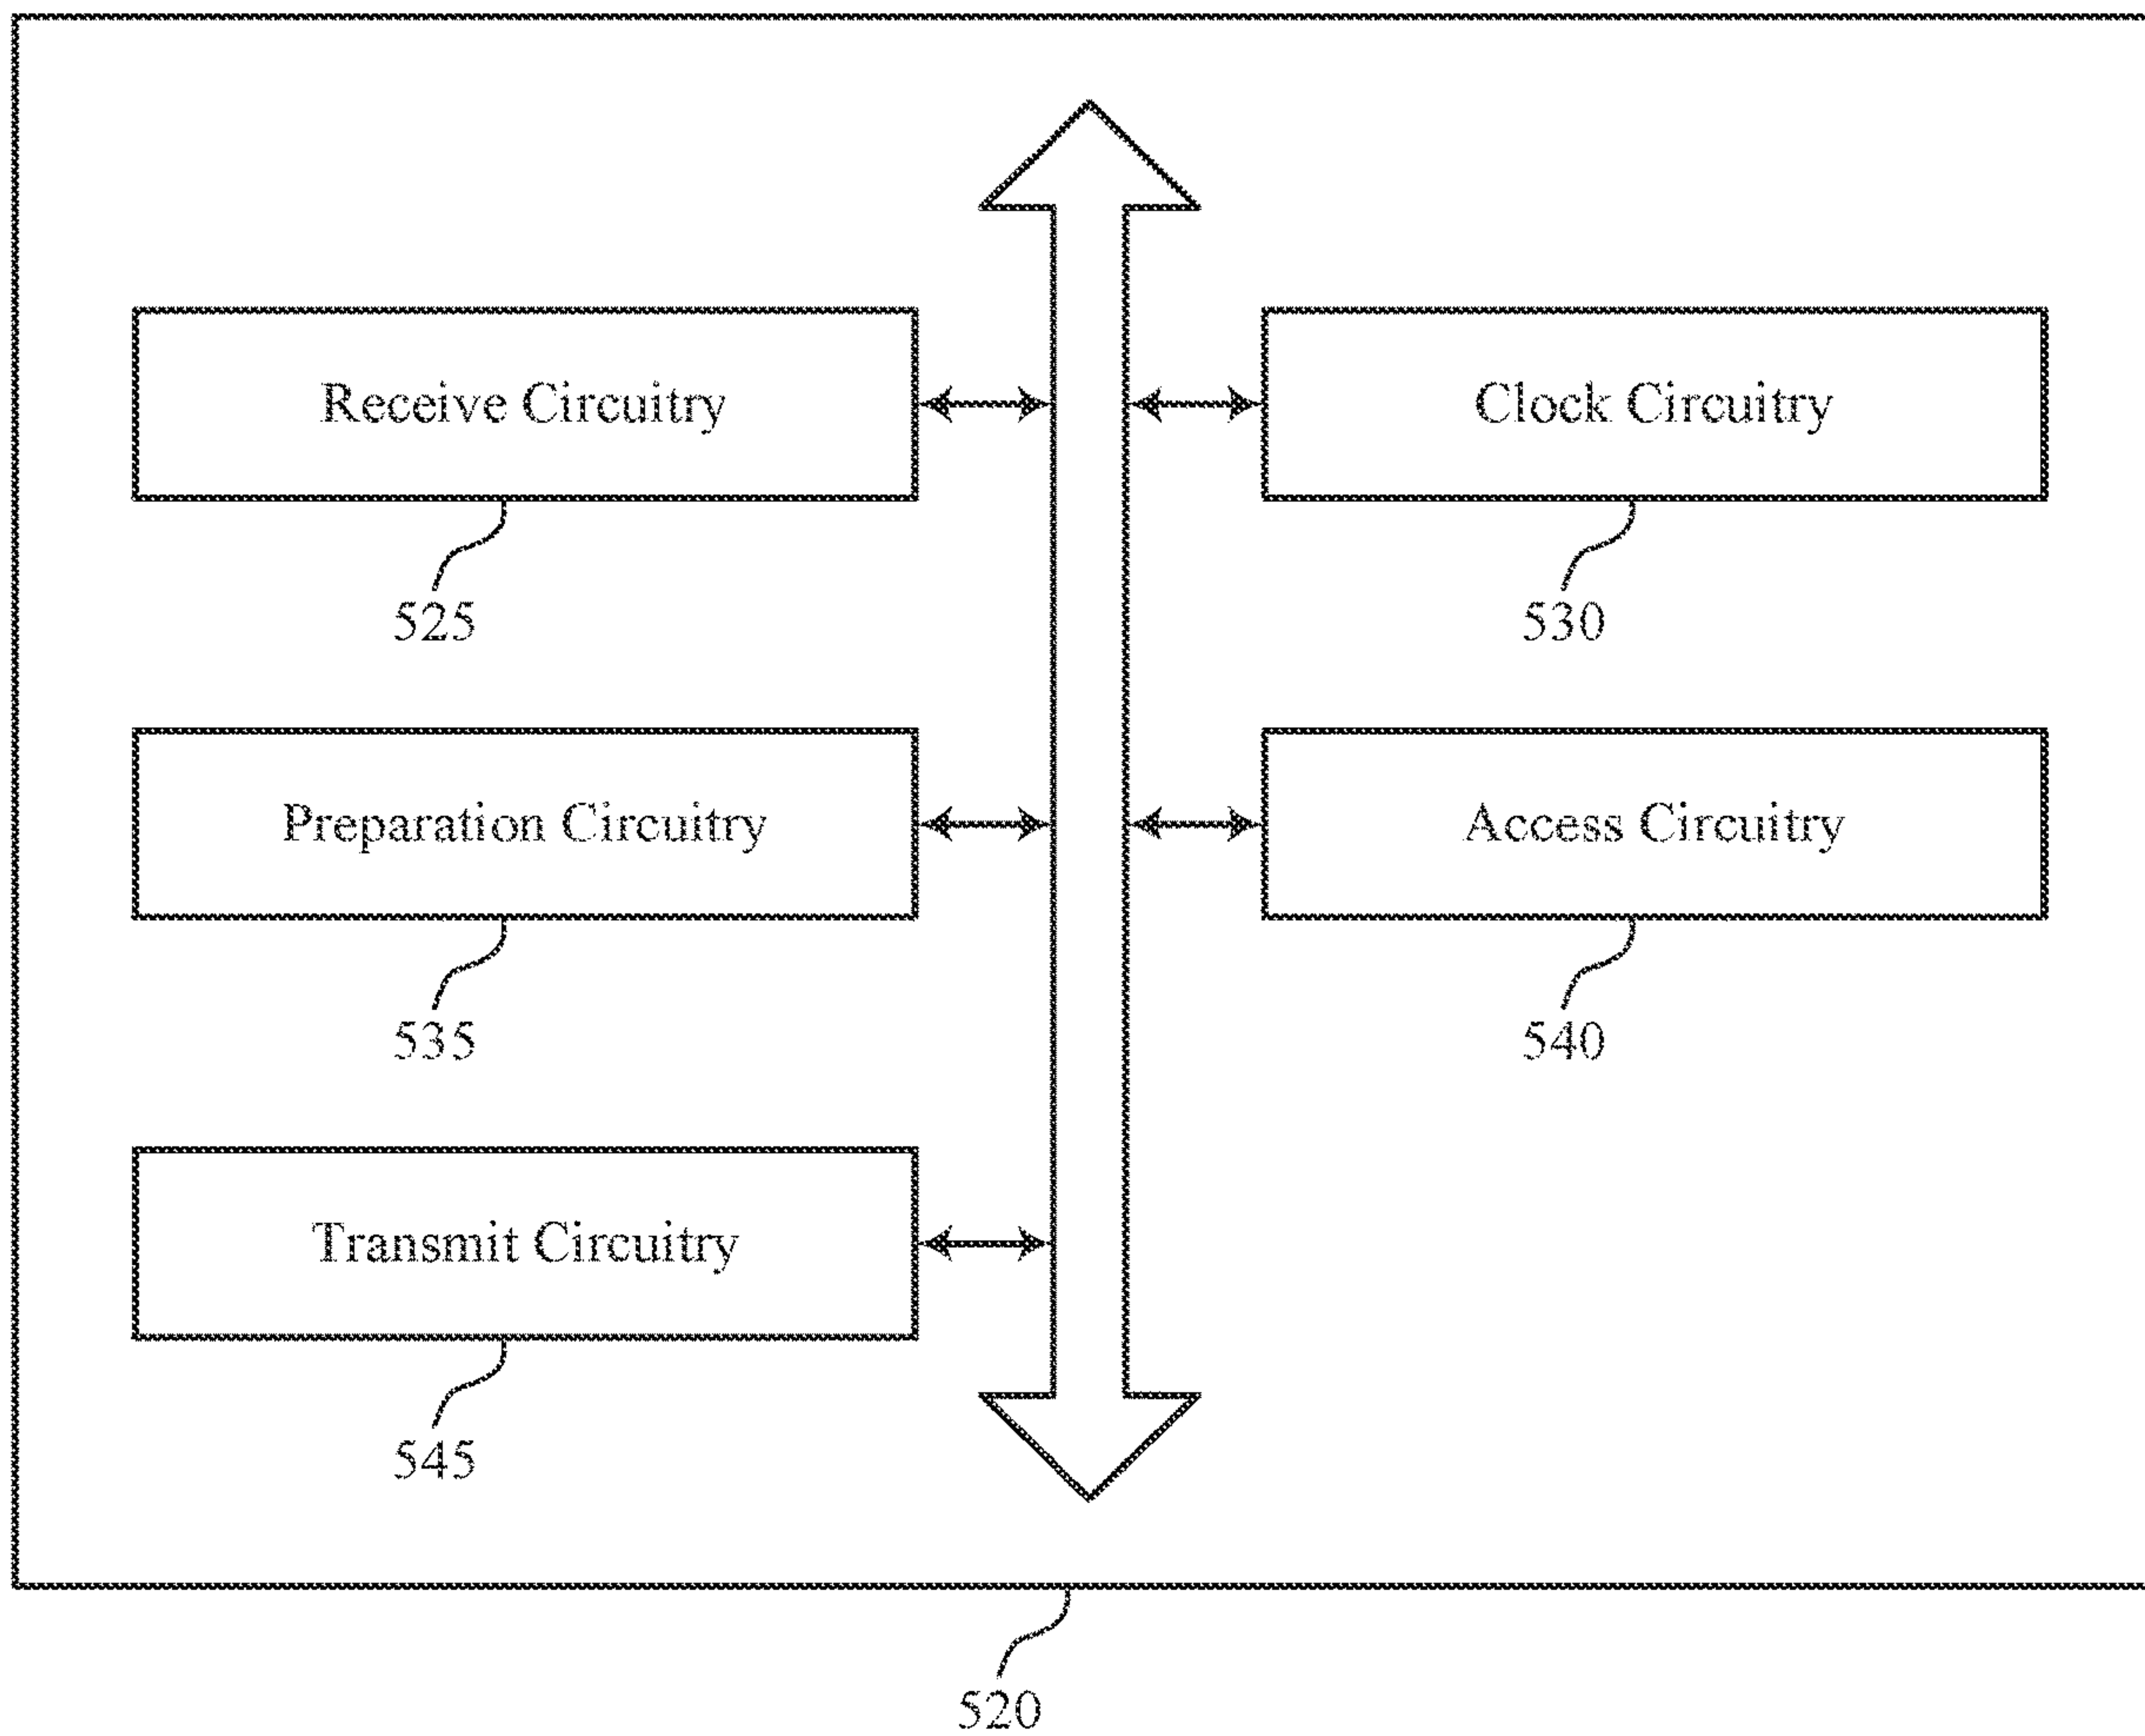 Receive Circuitry
Clock Circuitry
525
530
Preparation Circuitry
Access Circuitry
535
540
Transmit Circuitry
545
520